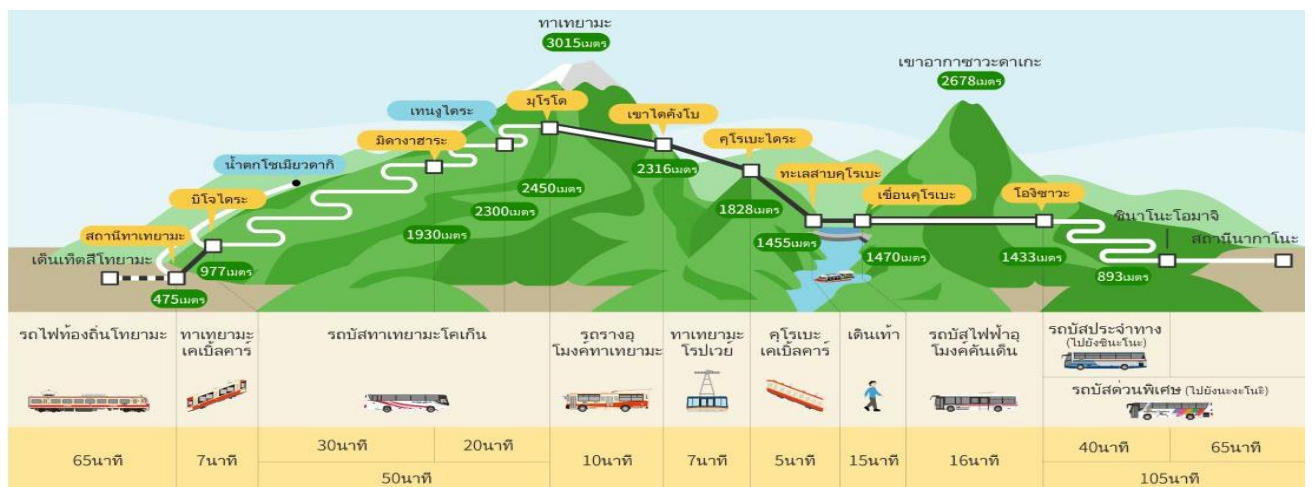 ทาเทยามะ
3015เมตร
เขาอากาซาวะดาเกะ
2678เมตร
เทนงูไดระ
มุโรโด
เขาไดคังโบ
มิดางาฮาระ
คุโรเบะไดระ
น้ำตกโชเมียวดากิ
2316เมตร
ทะเลสาบคุโรเบะ
บิโจไดระ
2450เมตร
เขื่อนคุโรเบะ
โอกิซาวะ
2300เมตร
1828เมตร
ชินาโนะโอมาจิ
สถานีทาเทยามะ
1930เมตร
สถานีนากาโนะ
เด็นเท็ตสึโทยามะ
977เมตร
1455เมตร
1470เมตร
1433เมตร
893เมตร
475เมตร
รถไฟท้องถิ่นโทยามะ
ทาเทยามะ
เคเบิ้ลคาร์
รถบัสทาเทยามะโคเก็น
รถราง
อุโมงค์ทาเทยามะ
ทาเทยามะ
โรปเวย์
คุโรเบะ
เคเบิ้ลคาร์
เดินเท้า
รถบัสไฟฟ้าอุ
โมงค์คันเด็น
รถบัสประจำทาง
(ไปยังชินะโนะ)
รถบัสด่วนพิเศษ (ไปยังนะงะโนะ)
65นาที
7นาที
30นาที
20นาที
50นาที
10นาที
7นาที
5นาที
15นาที
16นาที
40นาที
65นาที
105นาที